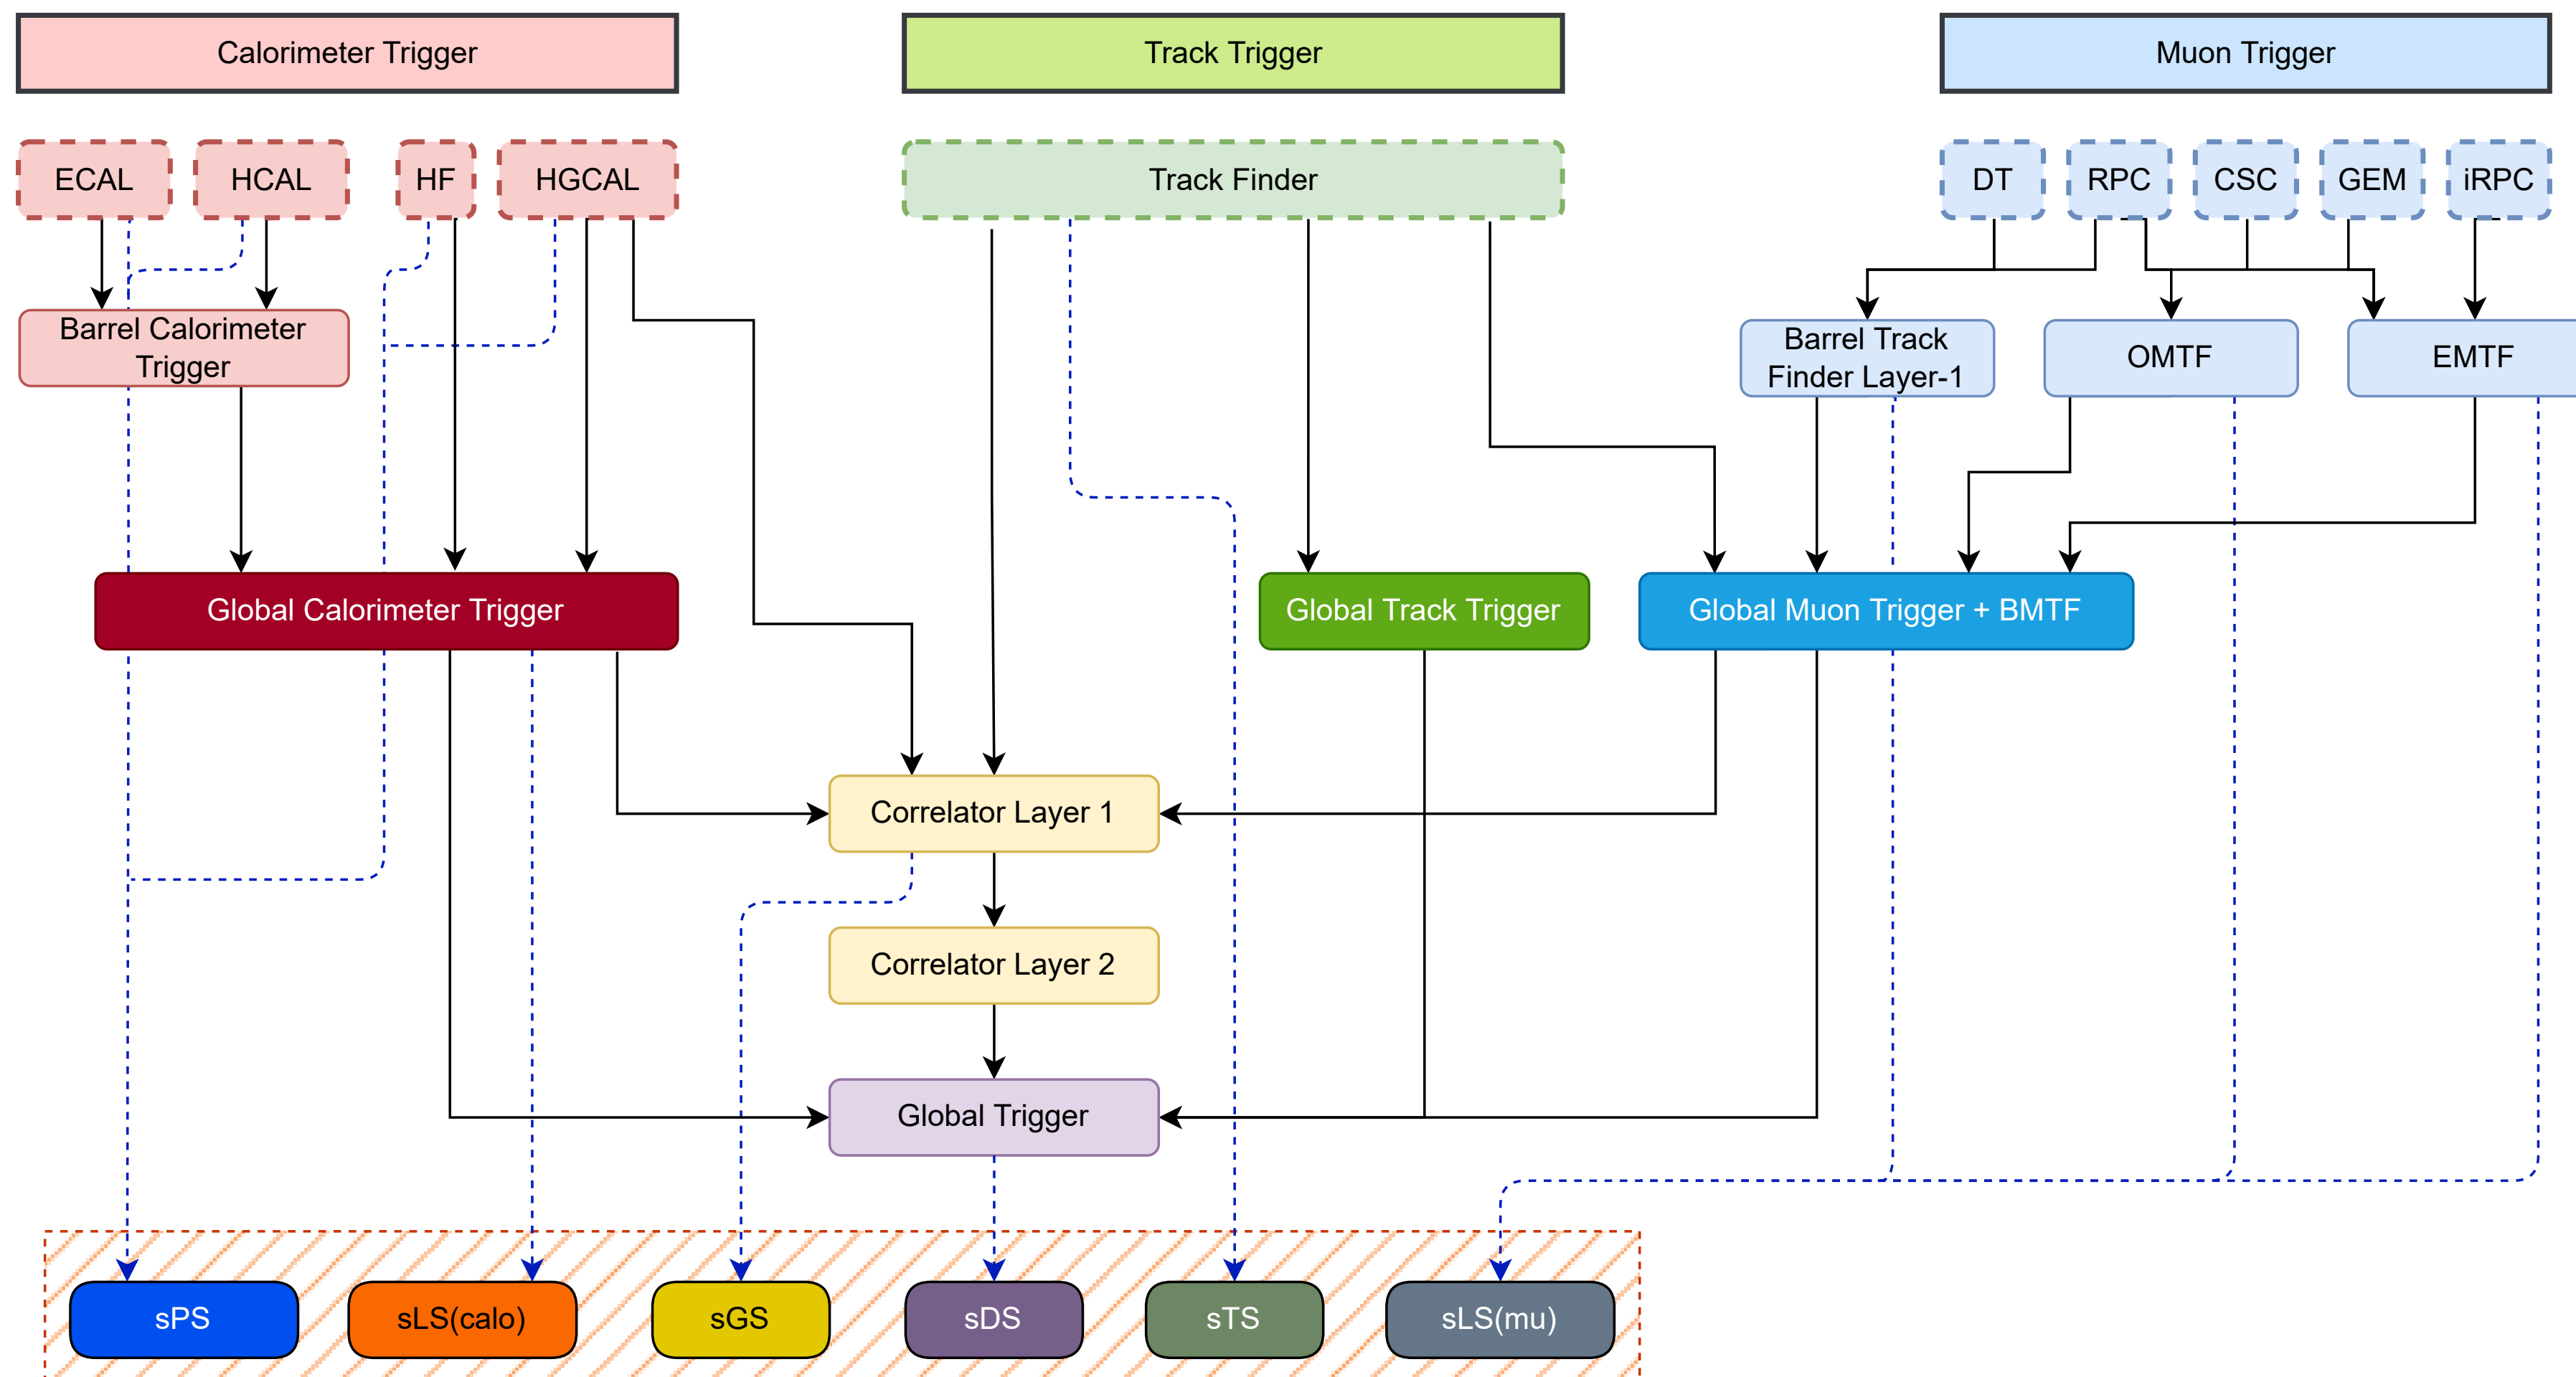 Calorimeter Trigger
Track Trigger
Muon Trigger
ECAL
HCAL
HF
HGCAL
Track Finder
DT
RPC
CSC
GEM
iRPC
Barrel Calorimeter
Trigger
Barrel Track
Finder Layer-1
OMTF
EMTF
Global Calorimeter Trigger
Global Track Trigger
Global Muon Trigger + BMTF
Correlator Layer 1
Correlator Layer 2
Global Trigger
sPS
sLS(calo)
sGS
sDS
sTS
sLS(mu)